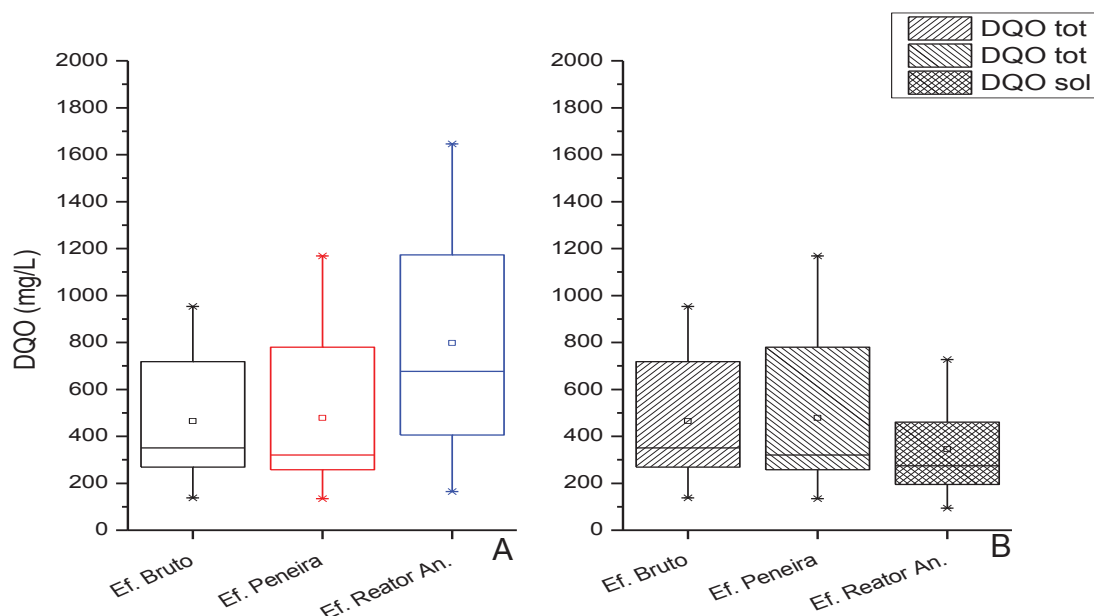 DQO tot
DQO tot
DQO sol
DQO (mg/L)
2000
1800
1600
1400
1200
1000
800
600
400
200
0
Ef. Bruto
Ef. Peneira
Ef. Reator An.
A
2000
1800
1600
1400
1200
1000
800
600
400
200
0
Ef. Bruto
Ef. Peneira
Ef. Reator An.
B